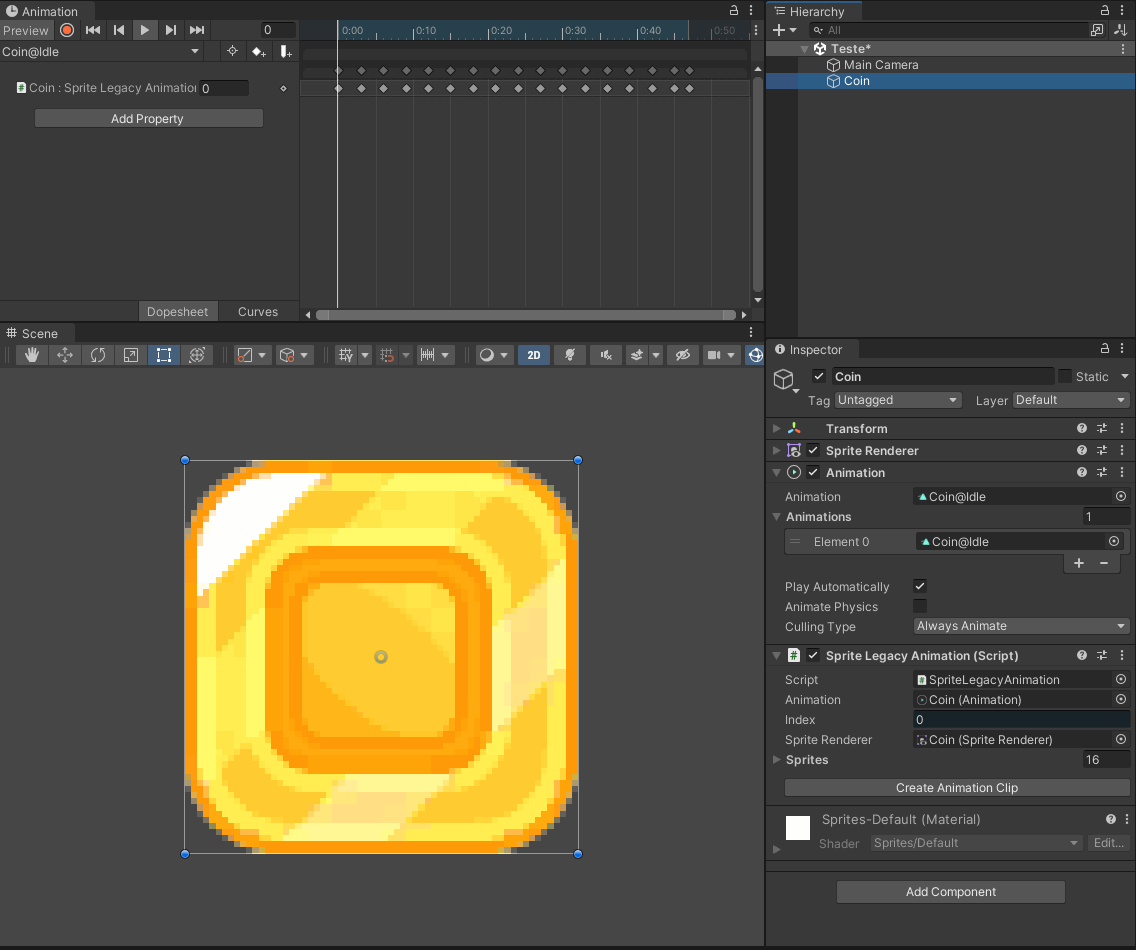 Animation
Preview
0
0:00 0:10 0:20 0:30 0:40 0:50
Coin@Idle
Coin : Sprite Legacy Animation 0
Add Property
Dopesheet Curves
Scene
2D
Hierarchy
All
Teste*
Main Camera
Coin
Inspector
Coin
Static
Tag Untagged Layer Default
Transform
Sprite Renderer
Animation
Animation Coin@Idle
Animations 1
Element 0 Coin@Idle
Play Automatically
Animate Physics
Culling Type Always Animate
# Sprite Legacy Animation (Script)
Script # SpriteLegacyAnimation
Animation Coin (Animation)
Index 0
Sprite Renderer Coin (Sprite Renderer)
Sprites 16
Create Animation Clip
Sprites-Default (Material)
Shader Sprites/Default Edit...
Add Component